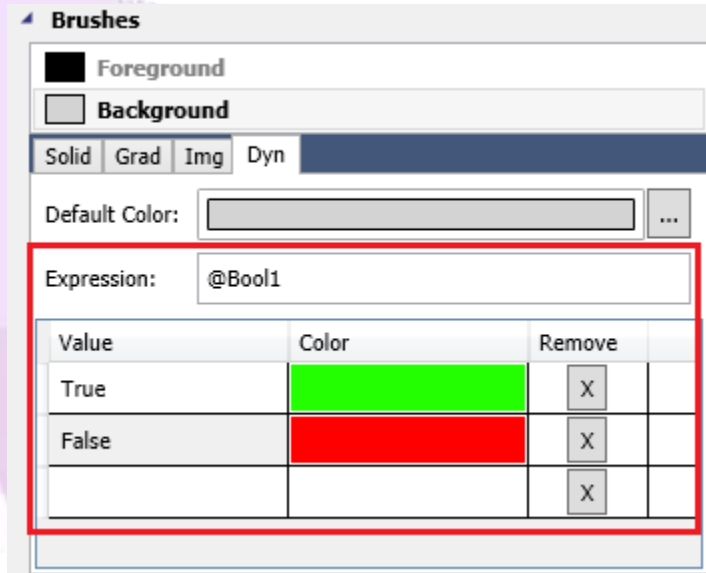 Brushes
Foreground
Background
Solid Grad Img Dyn
Default Color: ...
Expression: @Bool1
Value Color Remove
True X
False X
X